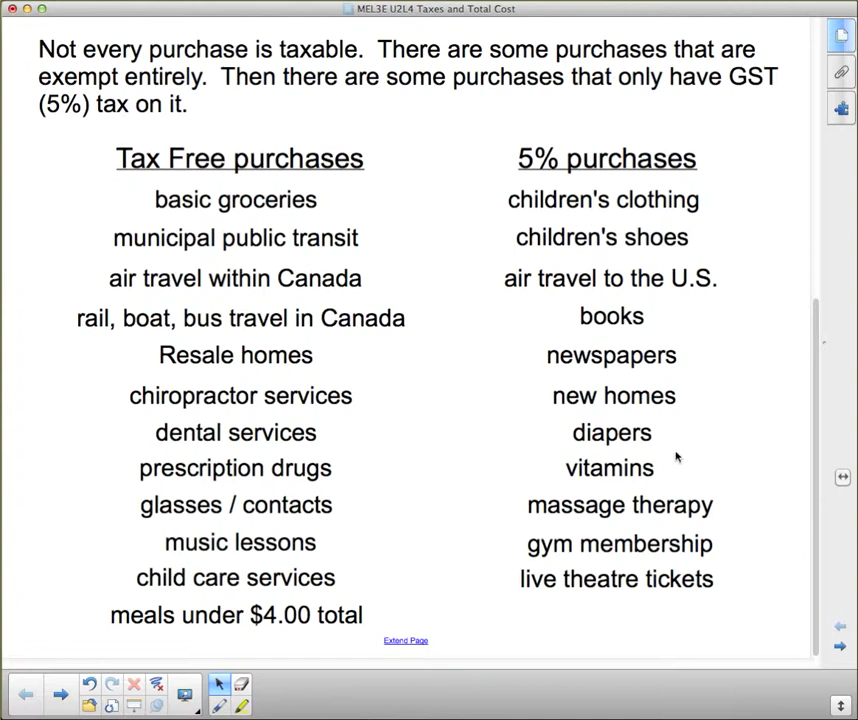 MEL3E U2L4 Taxes and Total Cost
Not every purchase is taxable.  There are some purchases that are
exempt entirely.  Then there are some purchases that only have GST
(5%) tax on it.
Tax Free purchases
basic groceries
municipal public transit
air travel within Canada
rail, boat, bus travel in Canada
Resale homes
chiropractor services
dental services
prescription drugs
glasses / contacts
music lessons
child care services
meals under $4.00 total
5% purchases
children's clothing
children's shoes
air travel to the U.S.
books
newspapers
new homes
diapers
vitamins
massage therapy
gym membership
live theatre tickets
Extend Page